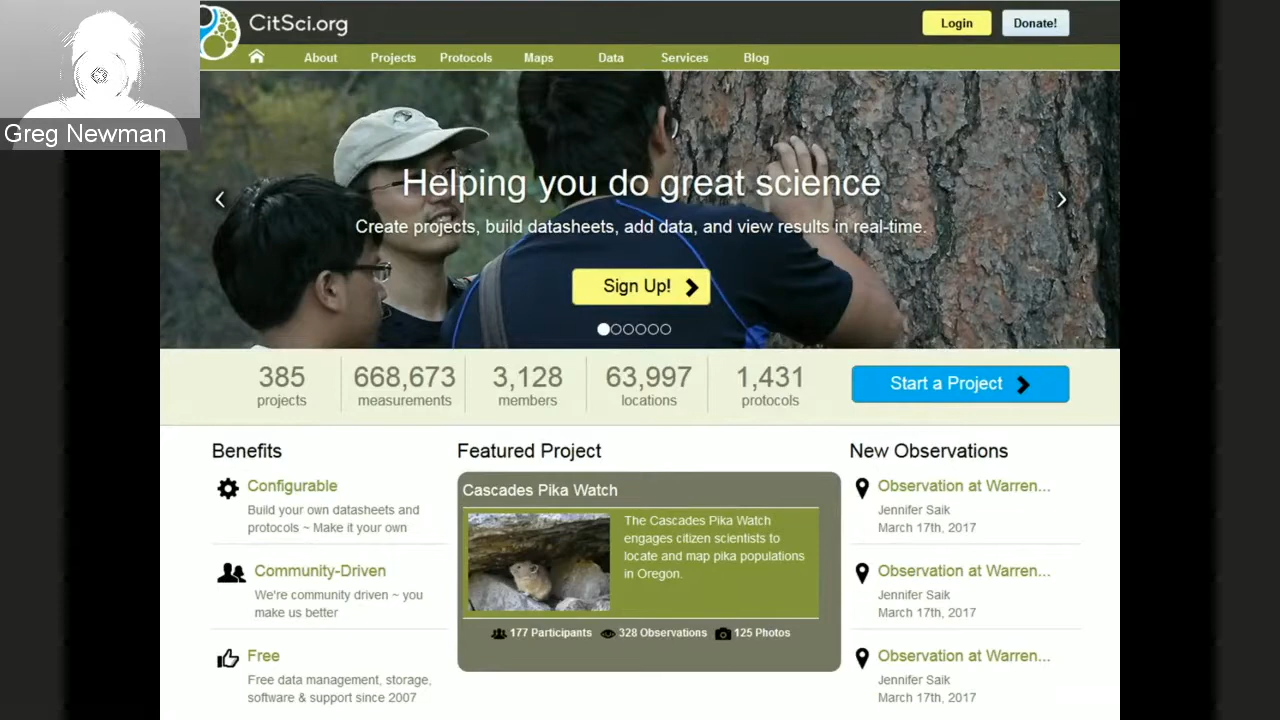 Greg Newman
CitSci.org
Login
Donate!
About
Projects
Protocols
Maps
Data
Services
Blog
Helping you do great science
Create projects, build datasheets, add data, and view results in real-time.
Sign Up!
385
projects
668,673
measurements
3,128
members
63,997
locations
1,431
protocols
Start a Project
Benefits
Configurable
Build your own datasheets and
protocols ~ Make it your own
Community-Driven
We're community driven ~ you
make us better
Free
Free data management, storage,
software & support since 2007
Featured Project
Cascades Pika Watch
The Cascades Pika Watch
engages citizen scientists to
locate and map pika populations
in Oregon.
177 Participants
328 Observations
125 Photos
New Observations
Observation at Warren...
Jennifer Saik
March 17th, 2017
Observation at Warren...
Jennifer Saik
March 17th, 2017
Observation at Warren...
Jennifer Saik
March 17th, 2017